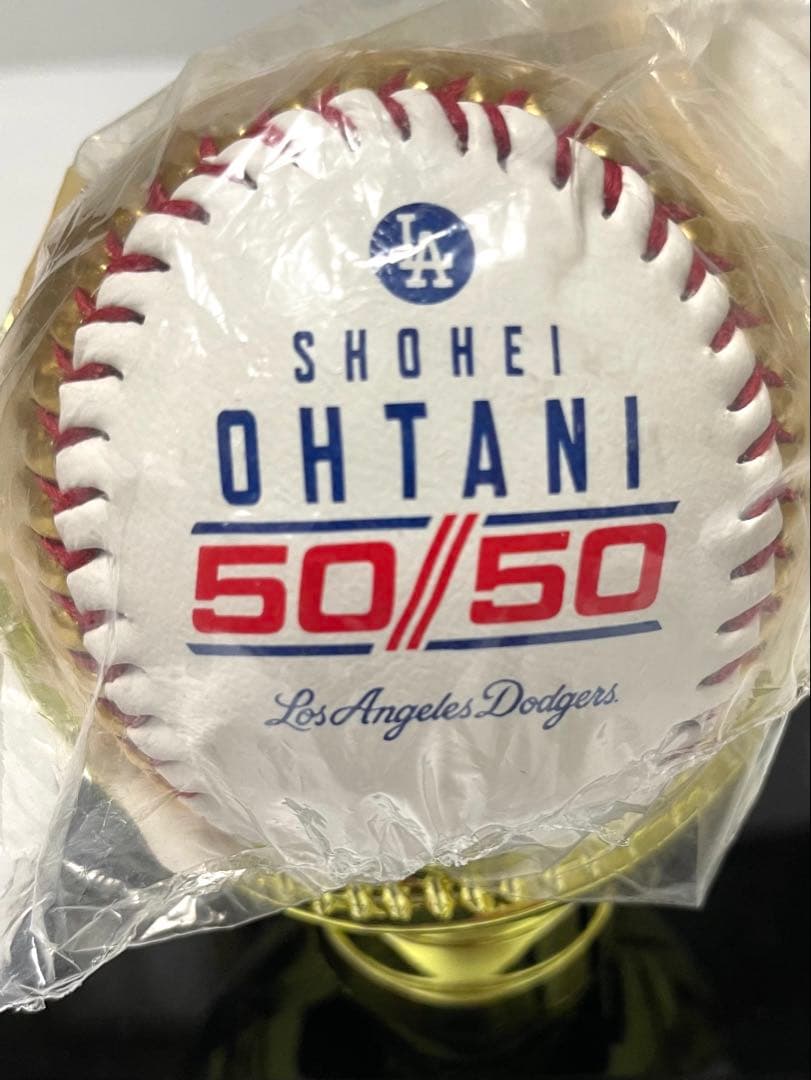 LA
SHOHEI
OHTANI
50//50
Los Angeles Dodgers.